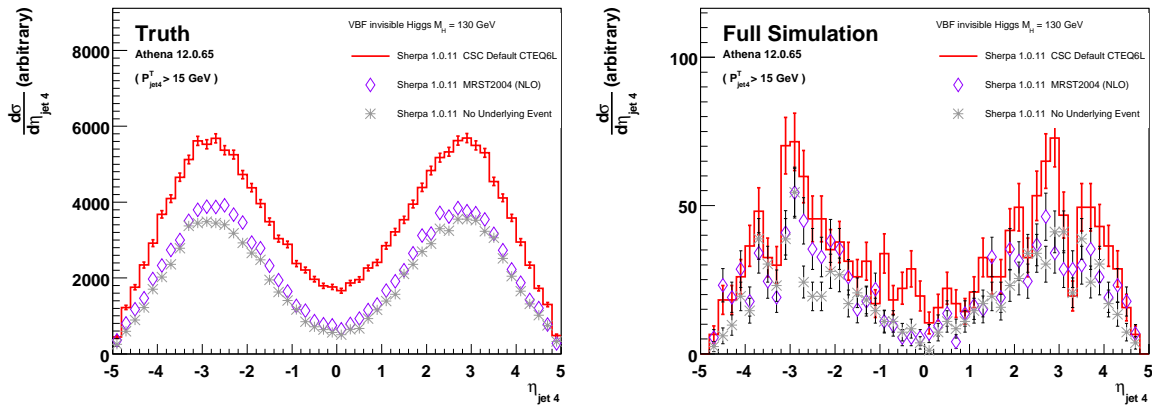 Truth
VBF invisible Higgs M_H = 130 GeV
Athena 12.0.65
( P^T_jet4 > 15 GeV )
Sherpa 1.0.11 CSC Default CTEQ6L
Sherpa 1.0.11 MRST2004 (NLO)
Sherpa 1.0.11 No Underlying Event
dσ/dη_jet 4 (arbitrary)
8000
6000
4000
2000
0
-5 -4 -3 -2 -1 0 1 2 3 4 5
η_jet 4
Full Simulation
VBF invisible Higgs M_H = 130 GeV
Athena 12.0.65
( P^T_jet4 > 15 GeV )
Sherpa 1.0.11 CSC Default CTEQ6L
Sherpa 1.0.11 MRST2004 (NLO)
Sherpa 1.0.11 No Underlying Event
dσ/dη_jet 4 (arbitrary)
100
50
0
-5 -4 -3 -2 -1 0 1 2 3 4 5
η_jet 4